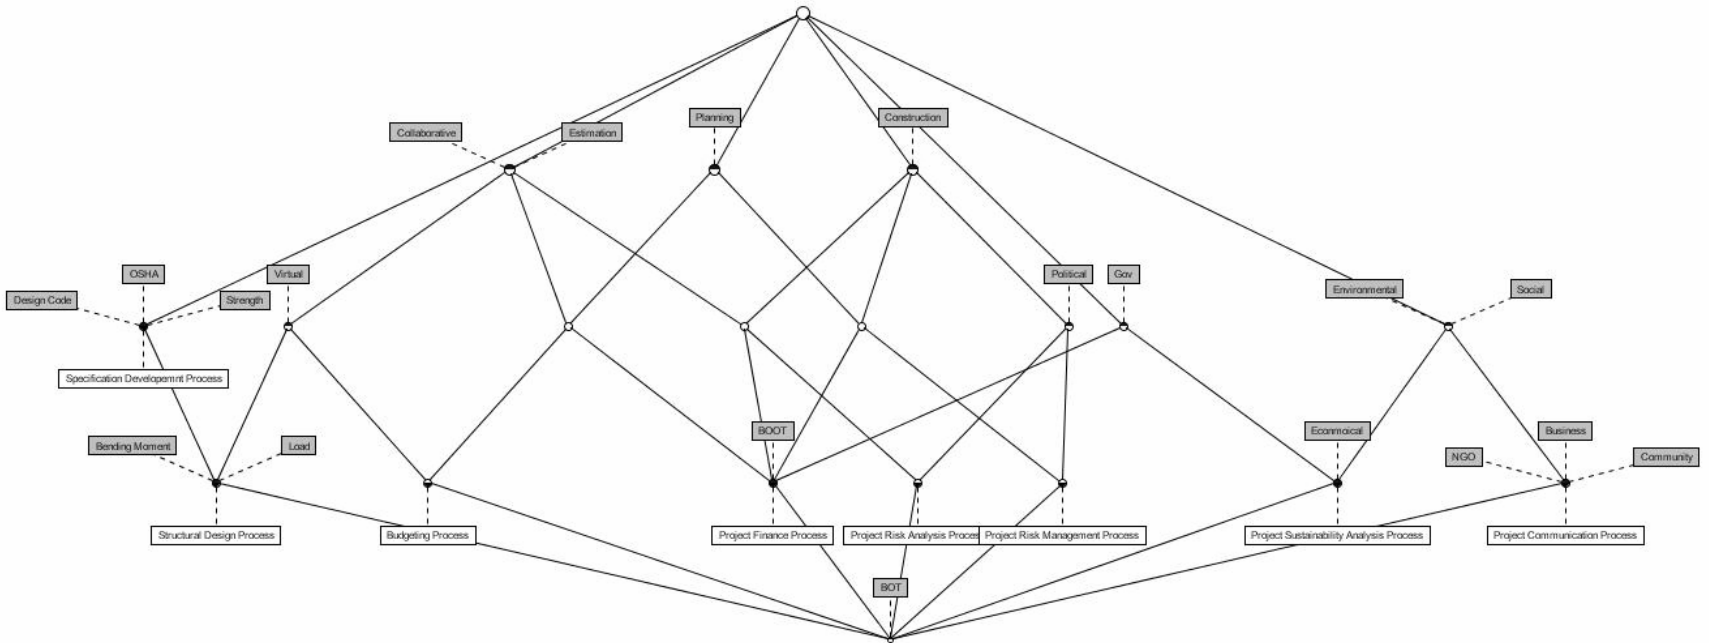 Planning
Construction
Collaborative
Estimation
OSHA
Virtual
Political
Gov
Environmental
Social
Design Code
Strength
Specification Developemnt Process
BOOT
Econmoical
Business
Bending Moment
Load
NGO
Community
Structural Design Process
Budgeting Process
Project Finance Process
Project Risk Analysis Proces
Project Risk Management Process
Project Sustainability Analysis Process
Project Communication Process
BOT